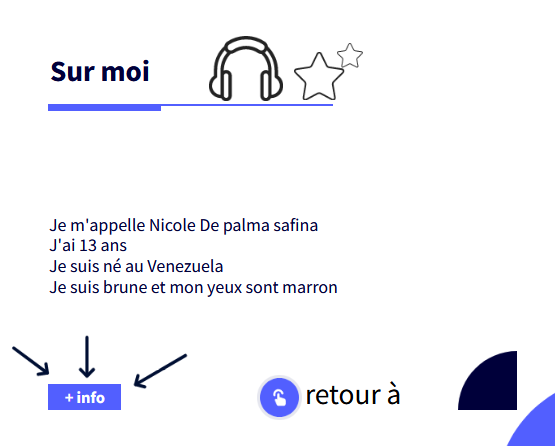 Sur moi
Je m'appelle Nicole De palma safina
J'ai 13 ans
Je suis né au Venezuela
Je suis brune et mon yeux sont marron
+ info
retour à